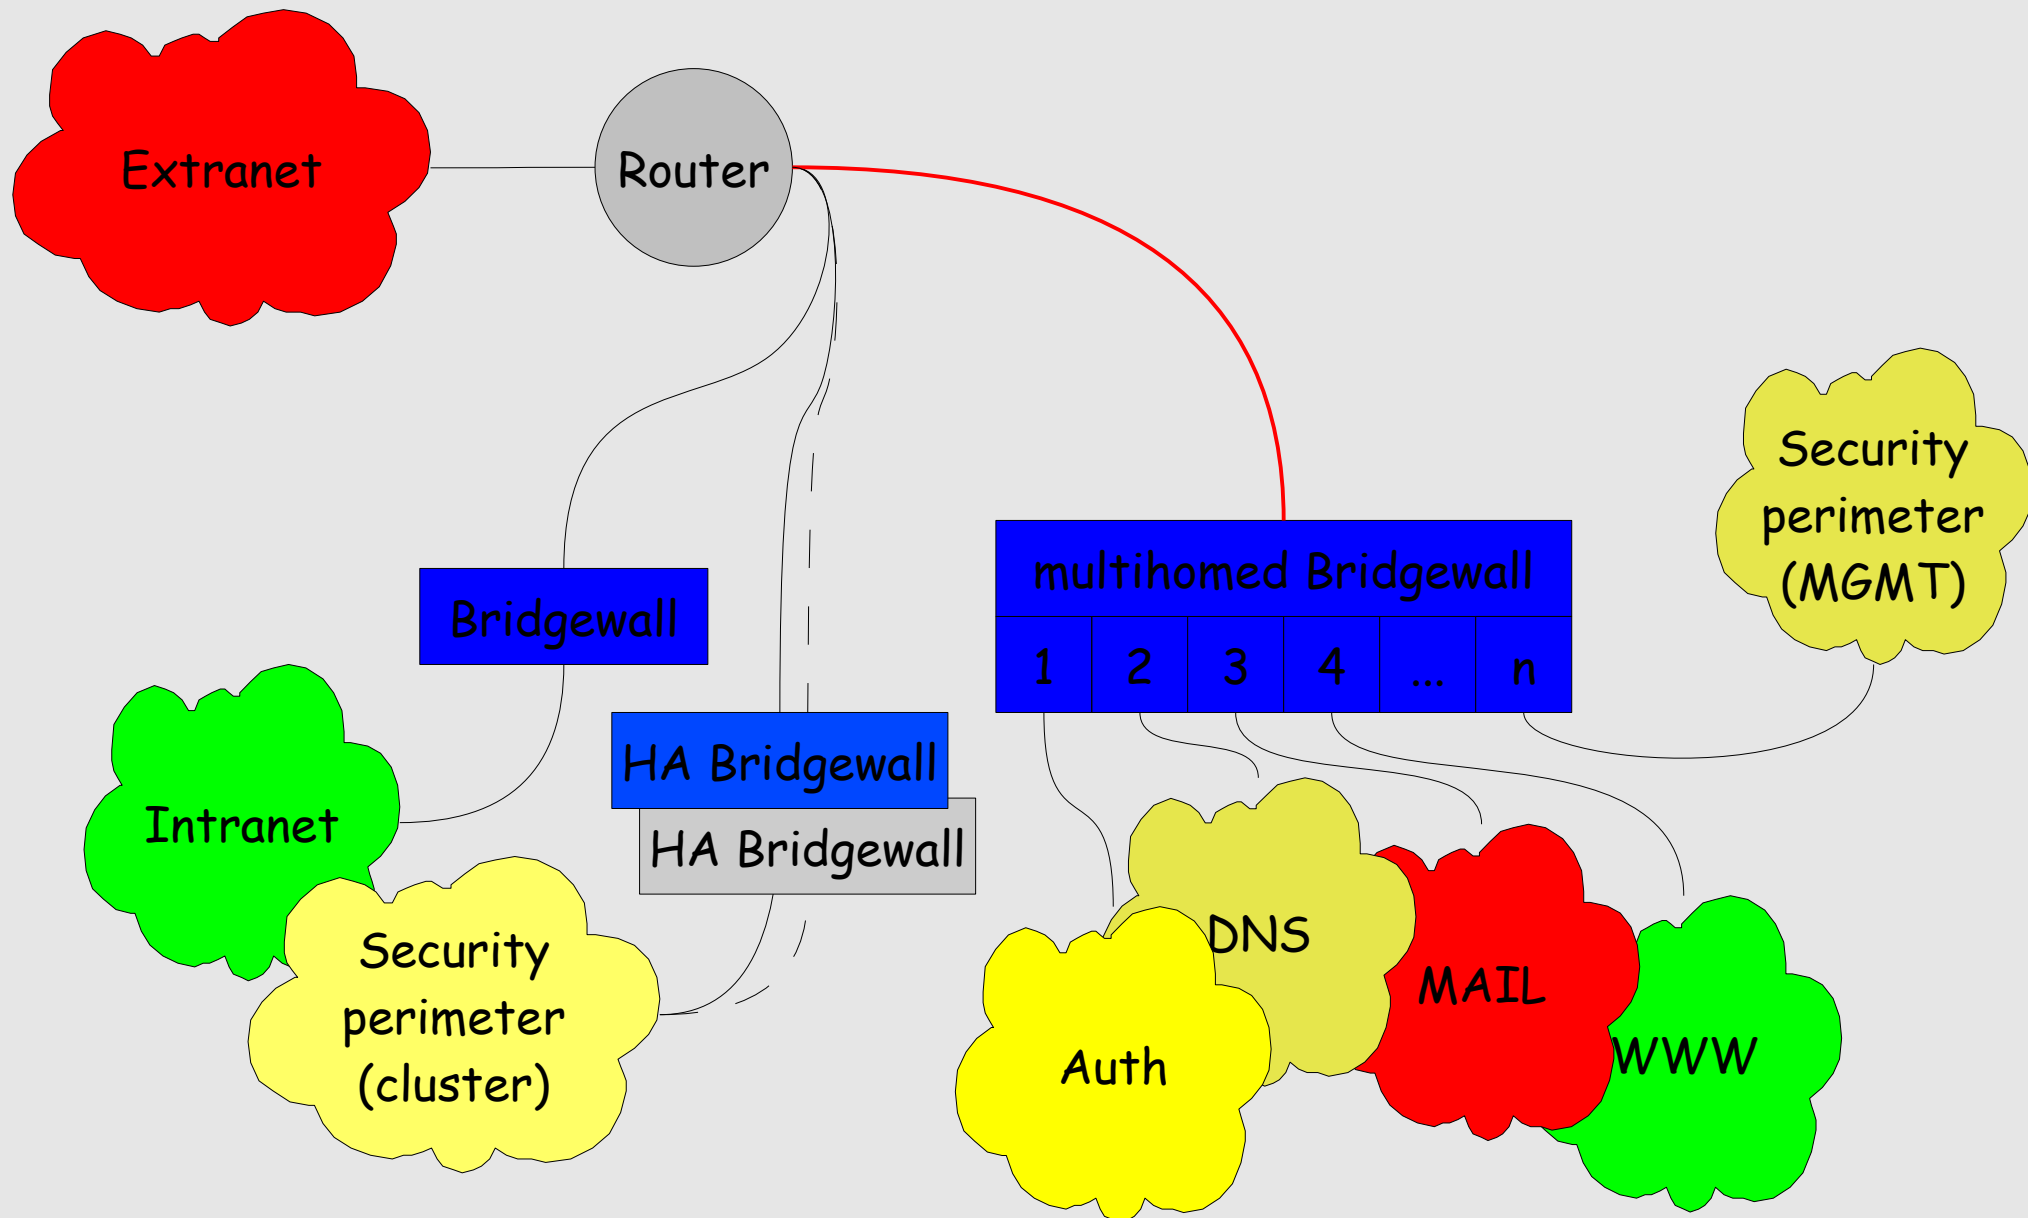 Extranet
Router
Security
perimeter
(MGMT)
multihomed Bridgewall
1 2 3 4 ... n
Bridgewall
HA Bridgewall
HA Bridgewall
Intranet
Security
perimeter
(cluster)
DNS
MAIL
WWW
Auth